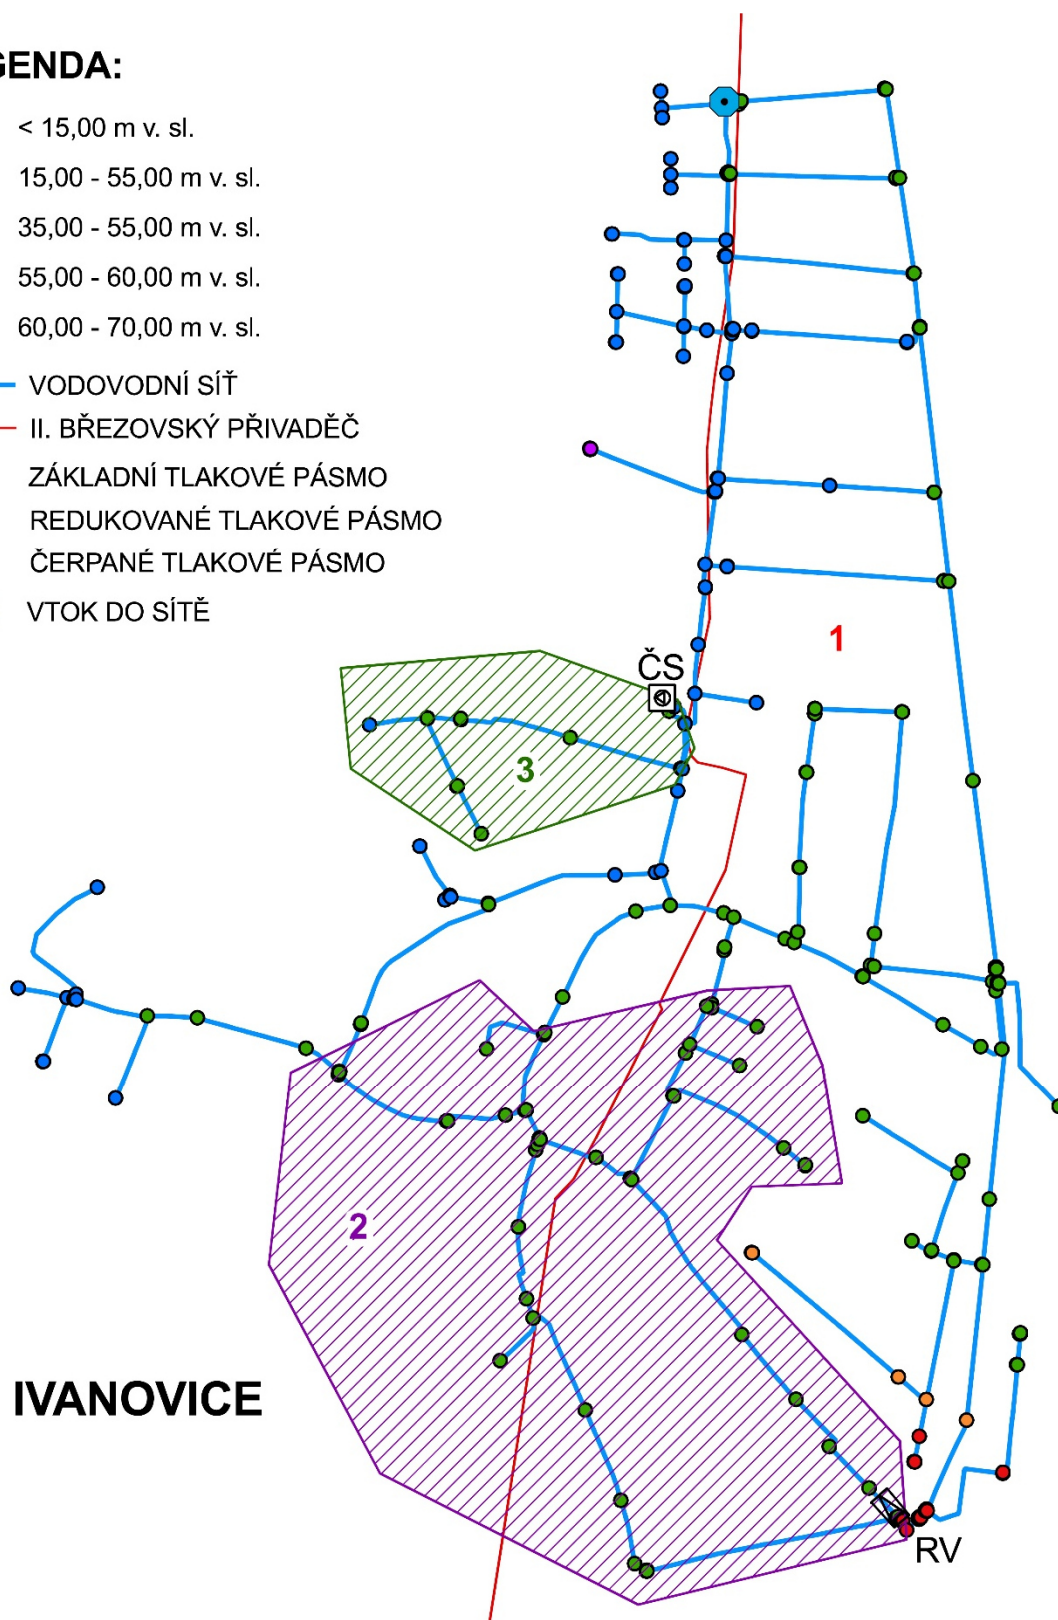 GENDA:
< 15,00 m v. sl.
15,00 - 55,00 m v. sl.
35,00 - 55,00 m v. sl.
55,00 - 60,00 m v. sl.
60,00 - 70,00 m v. sl.
VODOVODNÍ SÍŤ
II. BŘEZOVSKÝ PŘIVADĚČ
ZÁKLADNÍ TLAKOVÉ PÁSMO
REDUKOVANÉ TLAKOVÉ PÁSMO
ČERPANÉ TLAKOVÉ PÁSMO
VTOK DO SÍTĚ
1
ČS
3
2
IVANOVICE
RV